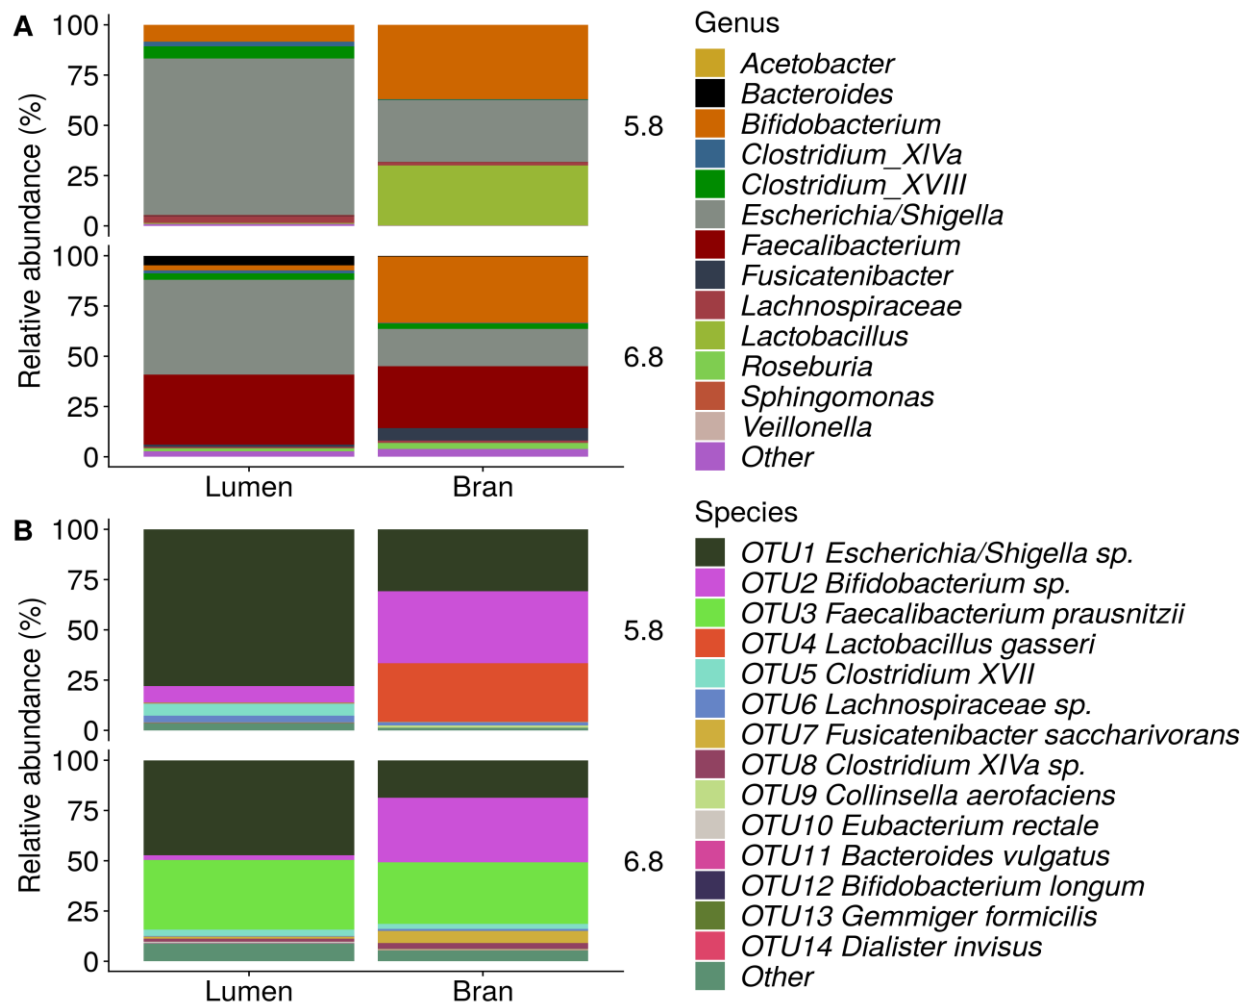 A
Relative abundance (%)
100
75
50
25
0
5.8
Relative abundance (%)
100
75
50
25
0
6.8
Lumen
Bran
Genus
Acetobacter
Bacteroides
Bifidobacterium
Clostridium_XIVa
Clostridium_XVIII
Escherichia/Shigella
Faecalibacterium
Fusicatenibacter
Lachnospiraceae
Lactobacillus
Roseburia
Sphingomonas
Veillonella
Other
B
Relative abundance (%)
100
75
50
25
0
5.8
Relative abundance (%)
100
75
50
25
0
6.8
Lumen
Bran
Species
OTU1 Escherichia/Shigella sp.
OTU2 Bifidobacterium sp.
OTU3 Faecalibacterium prausnitzii
OTU4 Lactobacillus gasseri
OTU5 Clostridium XVII
OTU6 Lachnospiraceae sp.
OTU7 Fusicatenibacter saccharivorans
OTU8 Clostridium XIVa sp.
OTU9 Collinsella aerofaciens
OTU10 Eubacterium rectale
OTU11 Bacteroides vulgatus
OTU12 Bifidobacterium longum
OTU13 Gemmiger formicilis
OTU14 Dialister invisus
Other